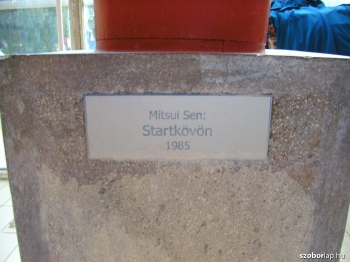 Mitsui Sen:
Startkövön
1985
szoborlap.hu